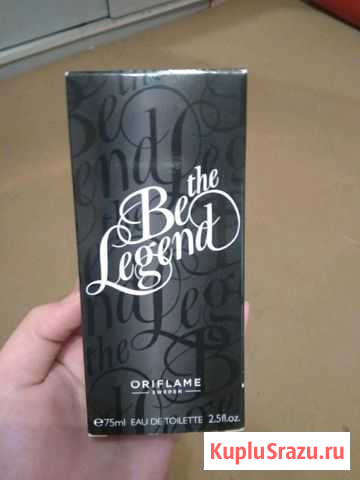 Be the
Legend
ORIFLAME
SWEDEN
℮75ml EAU DE TOILETTE 2.5fl.oz.
KupluSrazu.ru